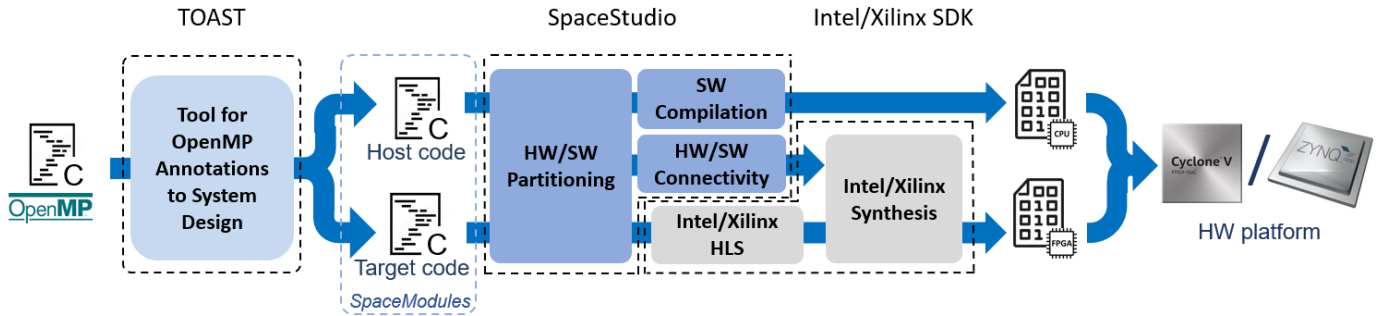 TOAST
SpaceStudio
Intel/Xilinx SDK
C
OpenMP
Tool for
OpenMP
Annotations
to System
Design
C
Host code
C
Target code
SpaceModules
HW/SW
Partitioning
SW
Compilation
HW/SW
Connectivity
Intel/Xilinx
HLS
Intel/Xilinx
Synthesis
CPU
FPGA
Cyclone V
FPGA • SoC
ZYNQ
HW platform